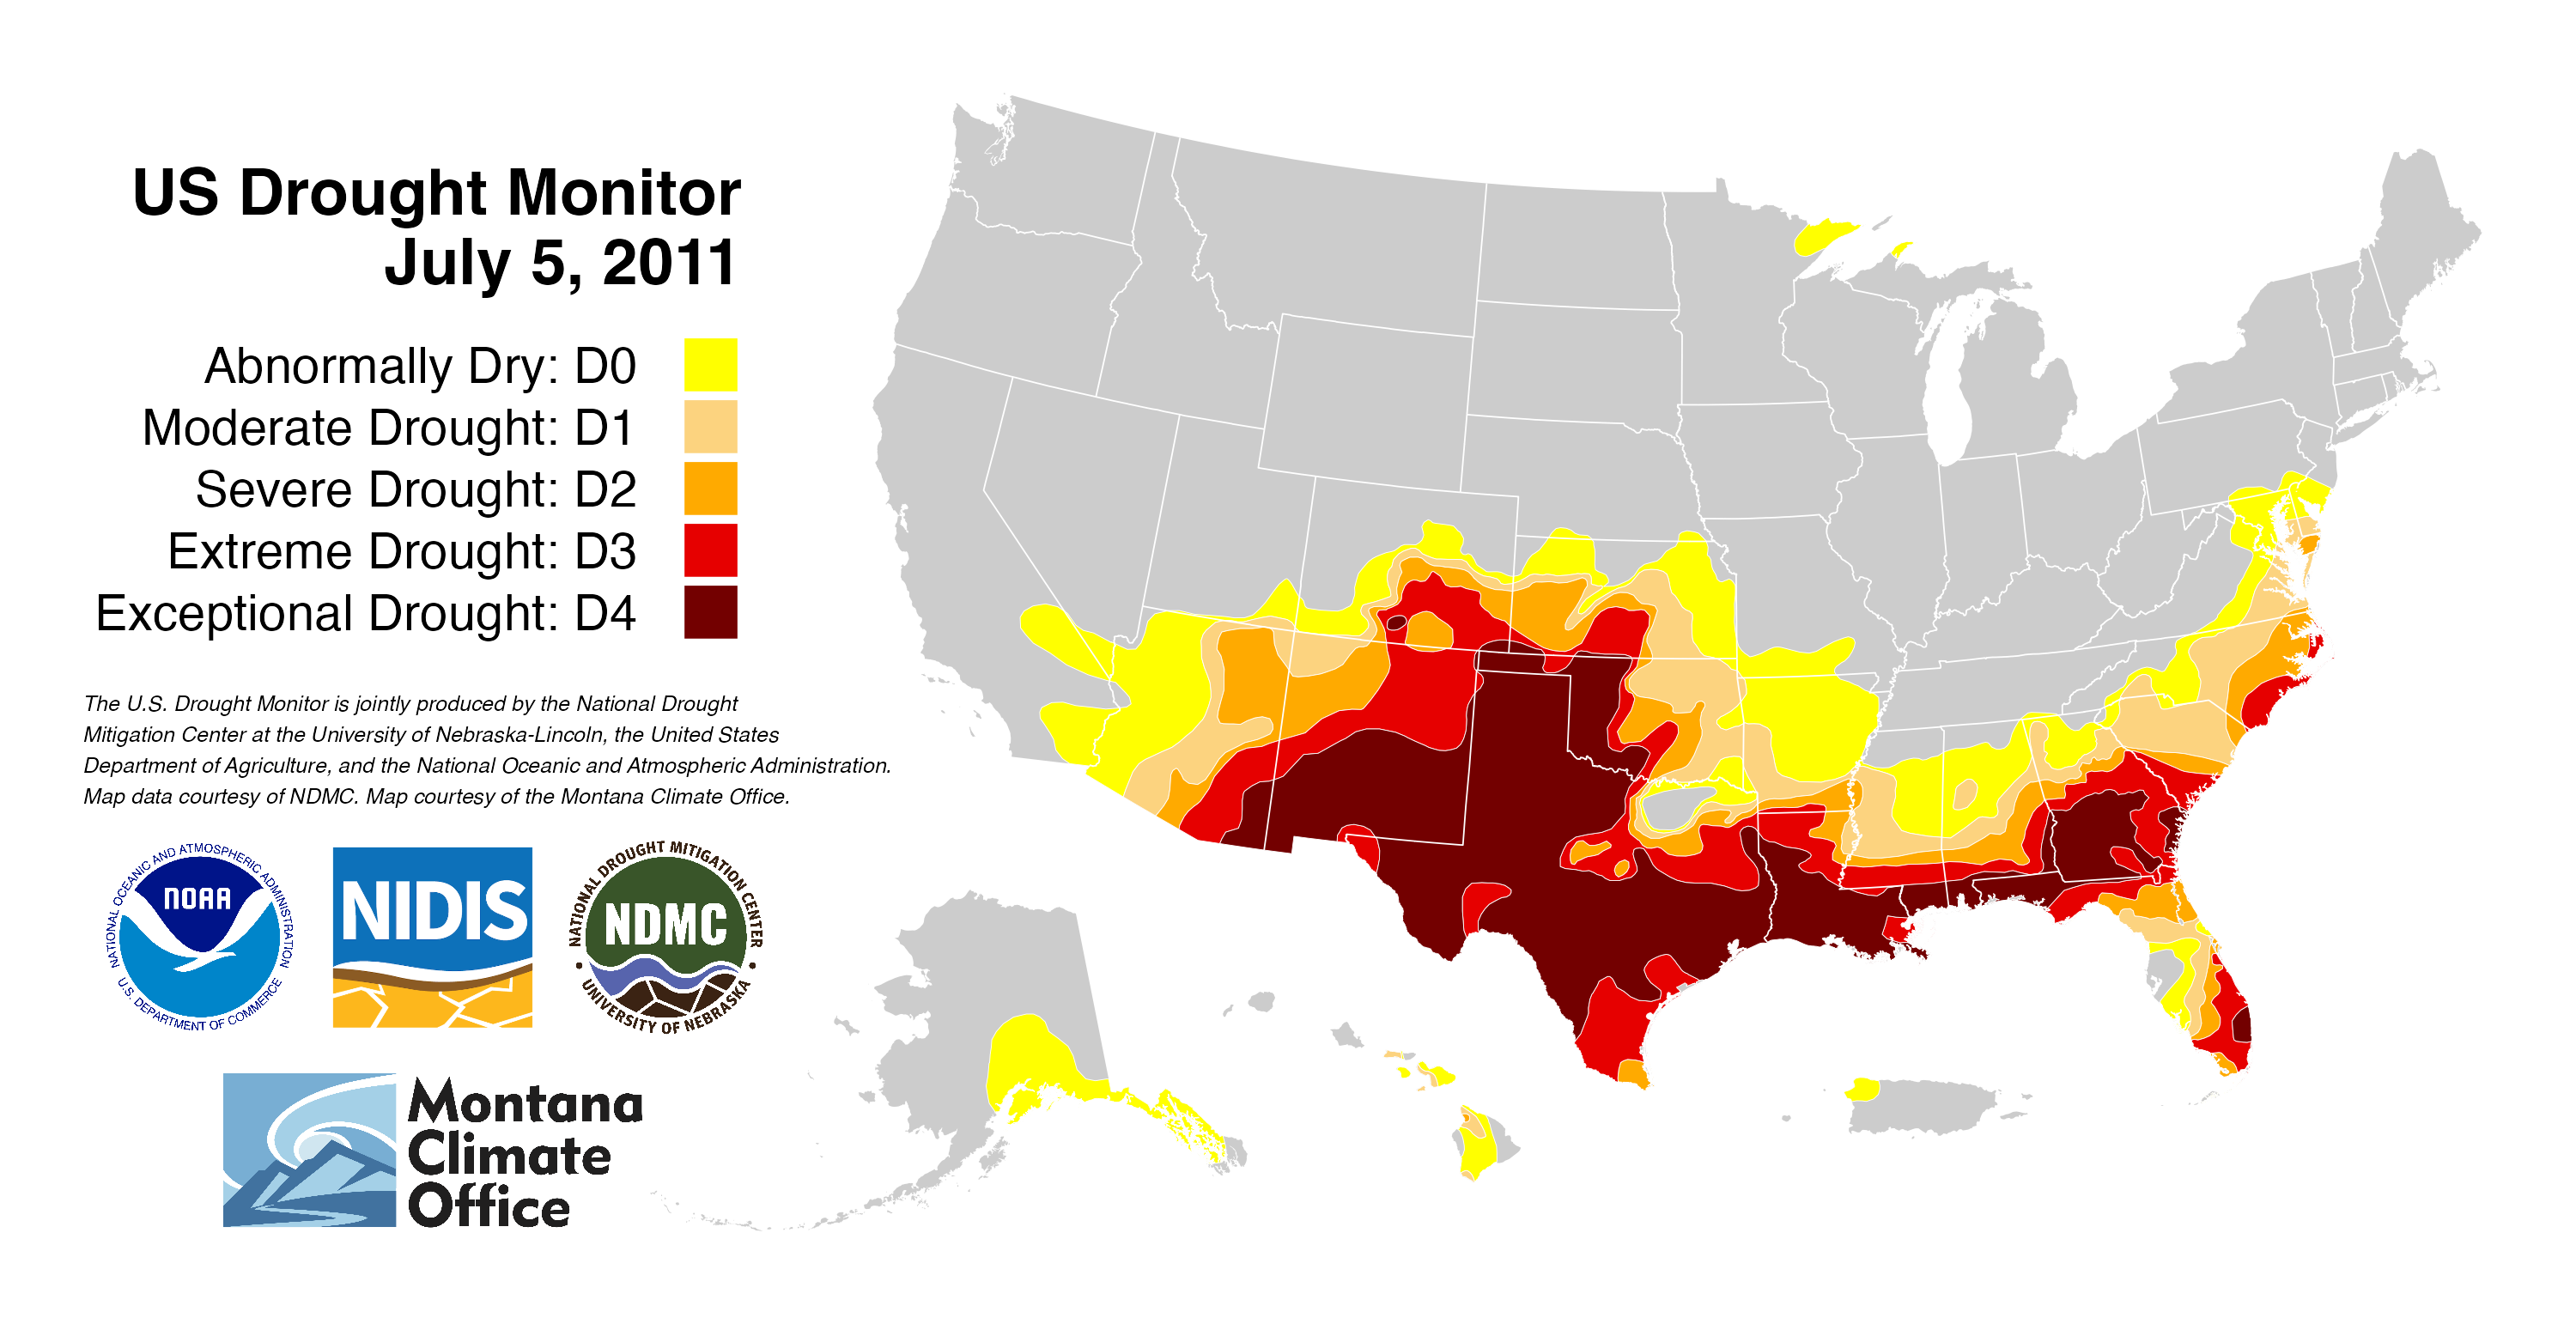 US Drought Monitor
July 5, 2011
Abnormally Dry: D0
Moderate Drought: D1
Severe Drought: D2
Extreme Drought: D3
Exceptional Drought: D4
The U.S. Drought Monitor is jointly produced by the National Drought
Mitigation Center at the University of Nebraska-Lincoln, the United States
Department of Agriculture, and the National Oceanic and Atmospheric Administration.
Map data courtesy of NDMC. Map courtesy of the Montana Climate Office.
NATIONAL OCEANIC AND ATMOSPHERIC ADMINISTRATION
NOAA
U.S. DEPARTMENT OF COMMERCE
NIDIS
NATIONAL DROUGHT MITIGATION CENTER
NDMC
UNIVERSITY OF NEBRASKA
Montana
Climate
Office